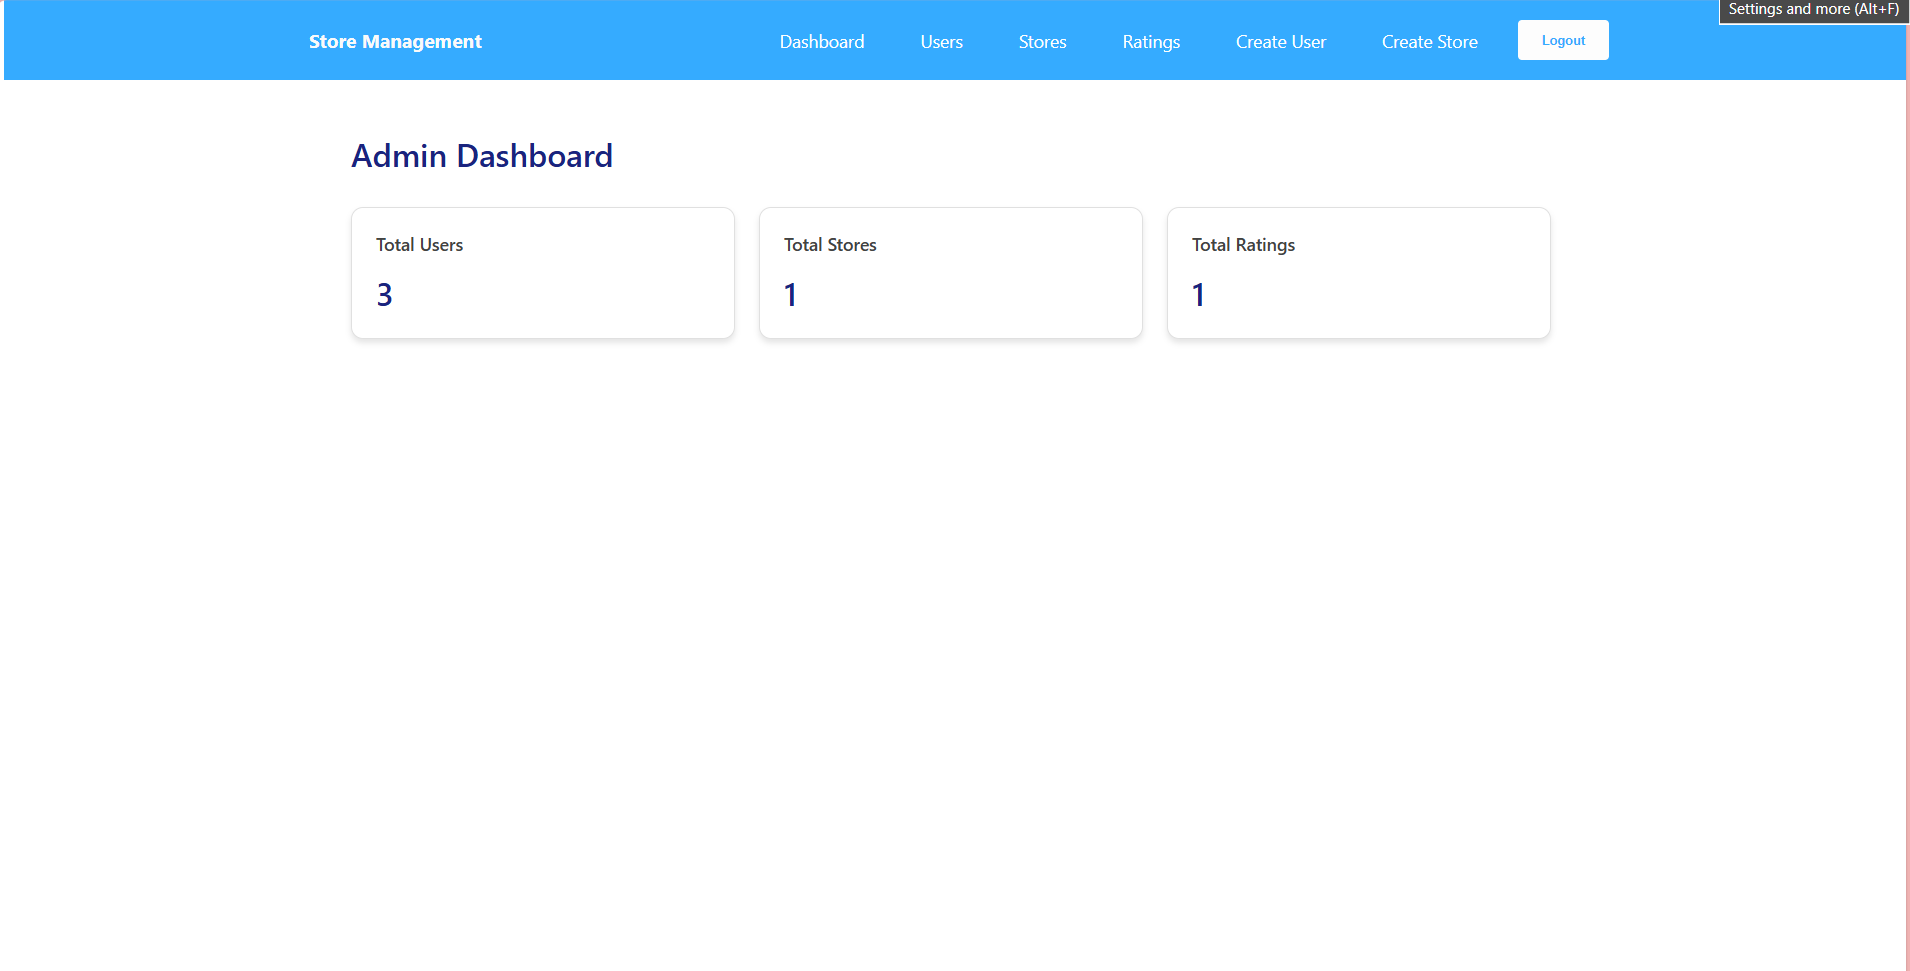 Settings and more (Alt+F)
Store Management Dashboard Users Stores Ratings Create User Create Store Logout
Admin Dashboard
Total Users Total Stores Total Ratings
3 1 1